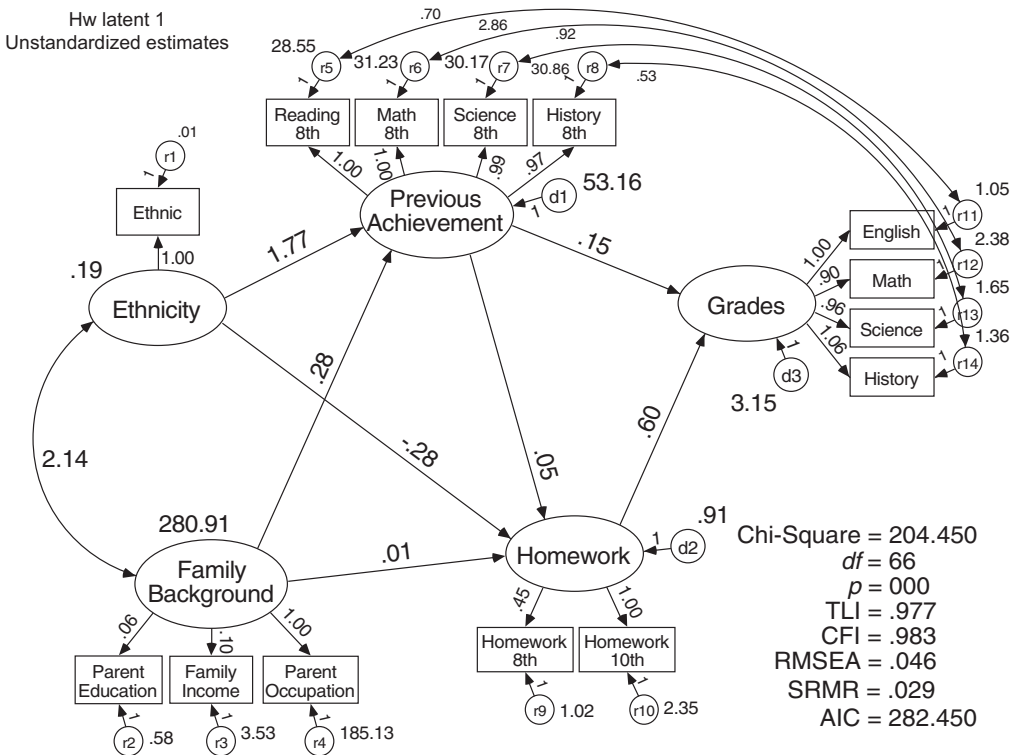 Hw latent 1
Unstandardized estimates
.70
2.86
.92
.53
28.55
r5
31.23
r6
30.17
r7
30.86
r8
1
1
1
1
Reading
8th
Math
8th
Science
8th
History
8th
1.00
1.00
.99
.97
.01
r1
1
Ethnic
1.00
Previous
Achievement
d1
1
53.16
.19
Ethnicity
1.77
.15
Grades
1.00
.90
.96
1.06
English
Math
Science
History
1
1
1
1
1.05
r11
2.38
r12
1.65
r13
1.36
r14
1
d3
3.15
2.14
.28
-.28
.05
.60
280.91
Family
Background
.01
Homework
1
d2
.91
.06
.10
1.00
Parent
Education
Family
Income
Parent
Occupation
1
1
1
r2
.58
r3
3.53
r4
185.13
.45
1.00
Homework
8th
Homework
10th
1
1
r9
1.02
r10
2.35
Chi-Square = 204.450
df = 66
p = 000
TLI = .977
CFI = .983
RMSEA = .046
SRMR = .029
AIC = 282.450